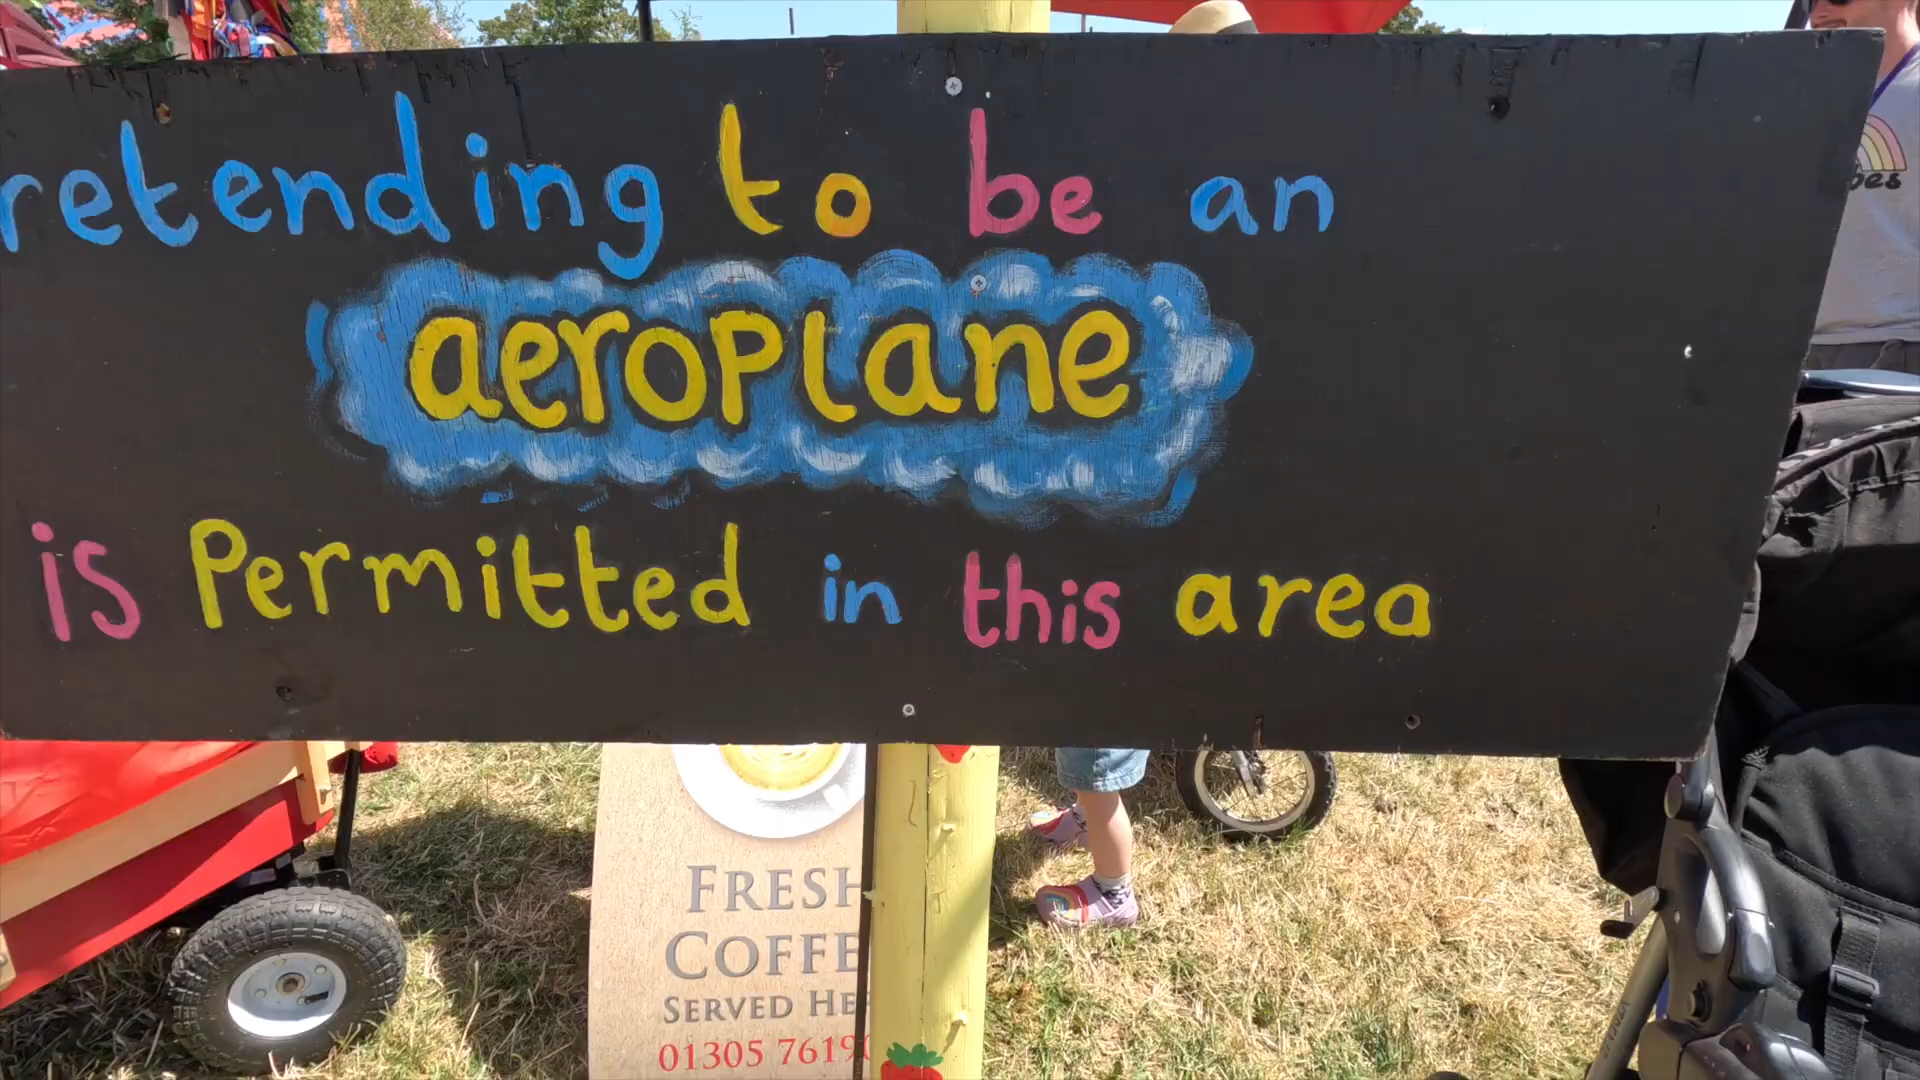 retending to be an
aeroplane
is Permitted in this area
FRESH
COFFE
SERVED HE
01305 7619